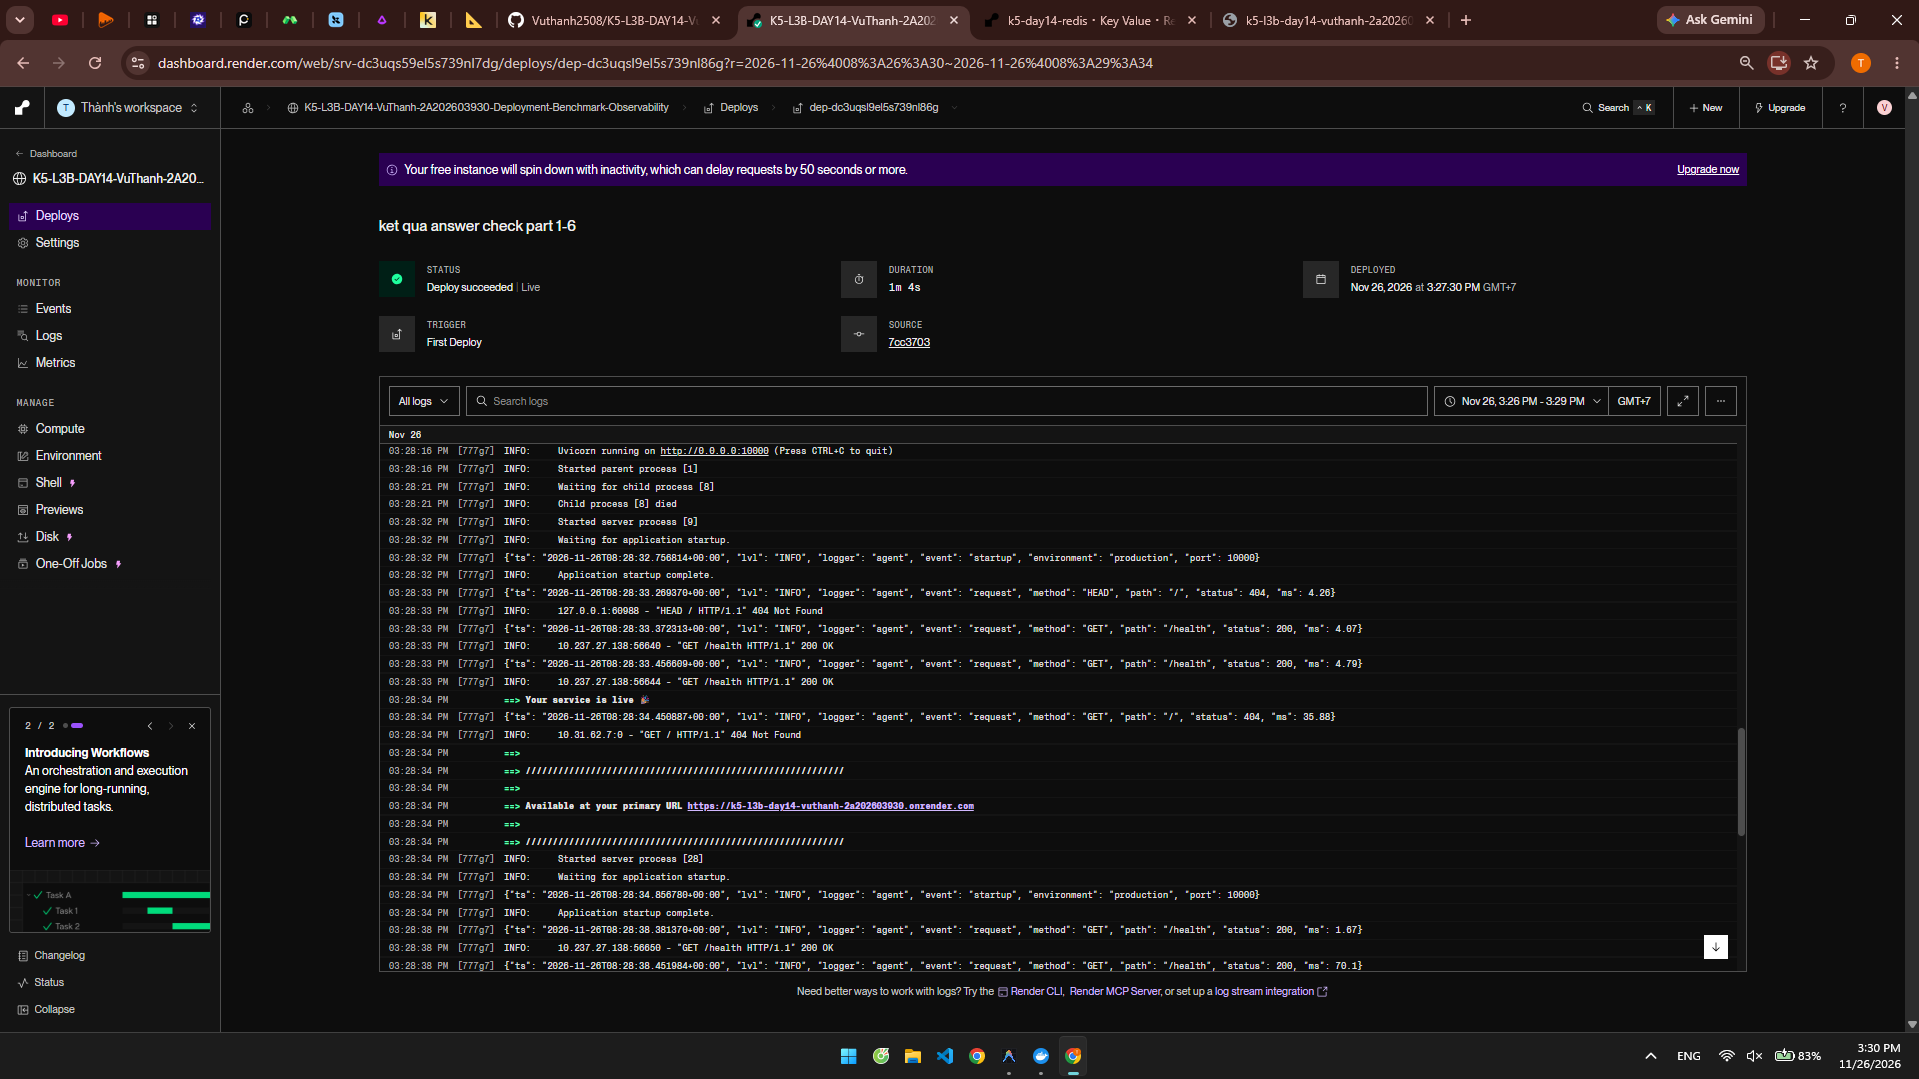 Vuthanh2508/K5-L3B-DAY14-V
K5-L3B-DAY14-VuThanh-2A202
k5-day14-redis · Key Value · Re
k5-l3b-day14-vuthanh-2a20260
Ask Gemini
dashboard.render.com/web/srv-dc3uqs59el5s739nl7dg/deploys/dep-dc3uqsl9el5s739nl86g?r=2026-11-26%4008%3A26%3A30~2026-11-26%4008%3A29%3A34
T
T Thành's workspace
K5-L3B-DAY14-VuThanh-2A202603930-Deployment-Benchmark-Observability
Deploys
dep-dc3uqsl9el5s739nl86g
Search ^ K
+ New
Upgrade
?
V
← Dashboard
K5-L3B-DAY14-VuThanh-2A20...
Deploys
Settings
MONITOR
Events
Logs
Metrics
MANAGE
Compute
Environment
Shell
Previews
Disk
One-Off Jobs
2 / 2
Introducing Workflows
An orchestration and execution
engine for long-running,
distributed tasks.
Learn more →
Task A
Task 1
Task 2
Changelog
Status
Collapse
Your free instance will spin down with inactivity, which can delay requests by 50 seconds or more.
Upgrade now
ket qua answer check part 1-6
STATUS
Deploy succeeded | Live
DURATION
1m 4s
DEPLOYED
Nov 26, 2026 at 3:27:30 PM GMT+7
TRIGGER
First Deploy
SOURCE
7cc3703
All logs
Search logs
Nov 26, 3:26 PM - 3:29 PM
GMT+7
...
Nov 26
03:28:16 PM [777g7] INFO: Uvicorn running on http://0.0.0.0:10000 (Press CTRL+C to quit)
03:28:16 PM [777g7] INFO: Started parent process [1]
03:28:21 PM [777g7] INFO: Waiting for child process [8]
03:28:21 PM [777g7] INFO: Child process [8] died
03:28:32 PM [777g7] INFO: Started server process [9]
03:28:32 PM [777g7] INFO: Waiting for application startup.
03:28:32 PM [777g7] {"ts": "2026-11-26T08:28:32.756814+00:00", "lvl": "INFO", "logger": "agent", "event": "startup", "environment": "production", "port": 10000}
03:28:32 PM [777g7] INFO: Application startup complete.
03:28:33 PM [777g7] {"ts": "2026-11-26T08:28:33.269370+00:00", "lvl": "INFO", "logger": "agent", "event": "request", "method": "HEAD", "path": "/", "status": 404, "ms": 4.26}
03:28:33 PM [777g7] INFO: 127.0.0.1:60988 - "HEAD / HTTP/1.1" 404 Not Found
03:28:33 PM [777g7] {"ts": "2026-11-26T08:28:33.372313+00:00", "lvl": "INFO", "logger": "agent", "event": "request", "method": "GET", "path": "/health", "status": 200, "ms": 4.07}
03:28:33 PM [777g7] INFO: 10.237.27.138:56640 - "GET /health HTTP/1.1" 200 OK
03:28:33 PM [777g7] {"ts": "2026-11-26T08:28:33.456609+00:00", "lvl": "INFO", "logger": "agent", "event": "request", "method": "GET", "path": "/health", "status": 200, "ms": 4.79}
03:28:33 PM [777g7] INFO: 10.237.27.138:56644 - "GET /health HTTP/1.1" 200 OK
03:28:34 PM ==> Your service is live 🎉
03:28:34 PM [777g7] {"ts": "2026-11-26T08:28:34.450887+00:00", "lvl": "INFO", "logger": "agent", "event": "request", "method": "GET", "path": "/", "status": 404, "ms": 35.88}
03:28:34 PM [777g7] INFO: 10.31.62.7:0 - "GET / HTTP/1.1" 404 Not Found
03:28:34 PM ==>
03:28:34 PM ==> ///////////////////////////////////////////////////////////
03:28:34 PM ==>
03:28:34 PM ==> Available at your primary URL https://k5-l3b-day14-vuthanh-2a202603930.onrender.com
03:28:34 PM ==>
03:28:34 PM ==> ///////////////////////////////////////////////////////////
03:28:34 PM [777g7] INFO: Started server process [28]
03:28:34 PM [777g7] INFO: Waiting for application startup.
03:28:34 PM [777g7] {"ts": "2026-11-26T08:28:34.856780+00:00", "lvl": "INFO", "logger": "agent", "event": "startup", "environment": "production", "port": 10000}
03:28:34 PM [777g7] INFO: Application startup complete.
03:28:38 PM [777g7] {"ts": "2026-11-26T08:28:38.381370+00:00", "lvl": "INFO", "logger": "agent", "event": "request", "method": "GET", "path": "/health", "status": 200, "ms": 1.67}
03:28:38 PM [777g7] INFO: 10.237.27.138:56650 - "GET /health HTTP/1.1" 200 OK
03:28:38 PM [777g7] {"ts": "2026-11-26T08:28:38.451984+00:00", "lvl": "INFO", "logger": "agent", "event": "request", "method": "GET", "path": "/health", "status": 200, "ms": 70.1}
Need better ways to work with logs? Try the Render CLI, Render MCP Server, or set up a log stream integration
ENG
83%
3:30 PM
11/26/2026